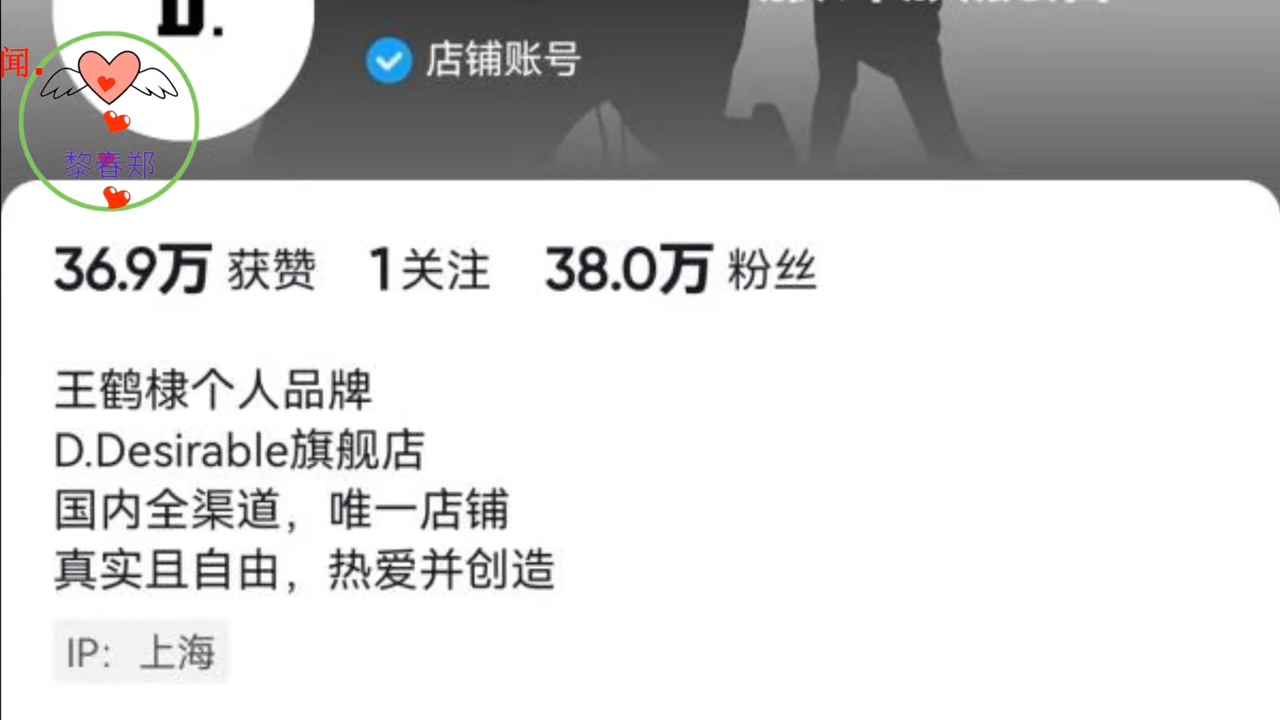 D.
店铺账号
闻.
黎春郑
36.9万 获赞 1 关注 38.0万 粉丝
王鹤棣个人品牌
D.Desirable旗舰店
国内全渠道，唯一店铺
真实且自由，热爱并创造
IP： 上海